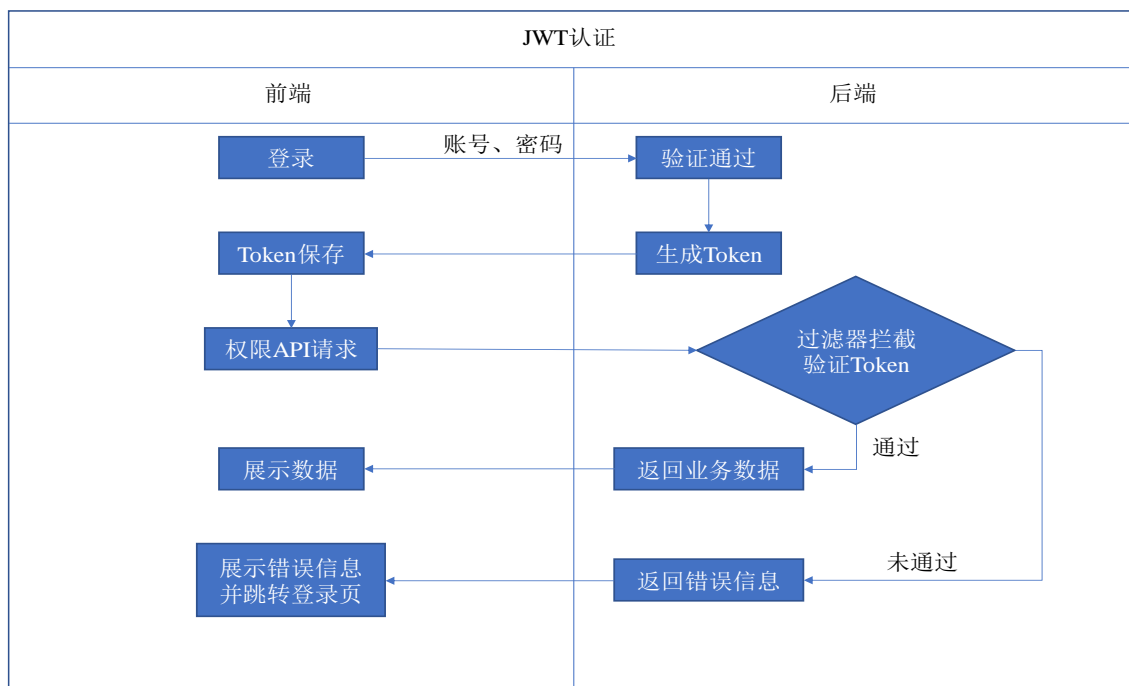 JWT认证
前端
后端
登录
账号、密码
验证通过
Token保存
生成Token
权限API请求
过滤器拦截
验证Token
通过
展示数据
返回业务数据
未通过
展示错误信息
并跳转登录页
返回错误信息